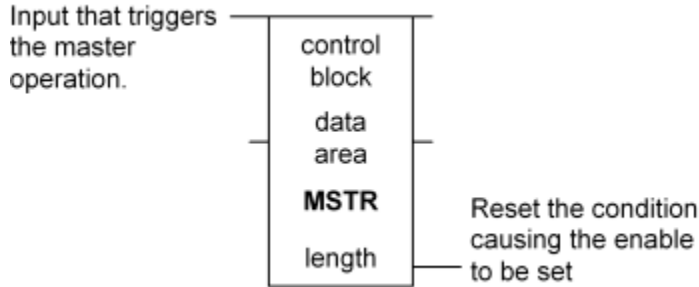 Input that triggers
the master
operation.
control
block
data
area
MSTR
length
Reset the condition
causing the enable
to be set